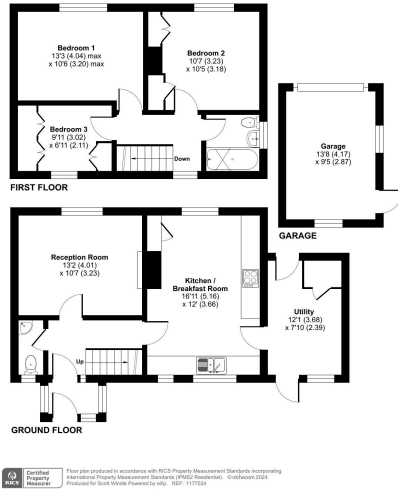 Bedroom 1
13'3 (4.04) max
x 10'6 (3.20) max
Bedroom 2
10'7 (3.23)
x 10'5 (3.18)
Bedroom 3
9'11 (3.02)
x 6'11 (2.11)
Down
FIRST FLOOR
Garage
13'8 (4.17)
x 9'5 (2.87)
GARAGE
Reception Room
13'2 (4.01)
x 10'7 (3.23)
Kitchen /
Breakfast Room
16'11 (5.16)
x 12' (3.66)
Utility
12'1 (3.68)
x 7'10 (2.39)
Up
GROUND FLOOR
RICS
Certified
Property
Measurer
Floor plan produced in accordance with RICS Property Measurement Standards incorporating
International Property Measurement Standards (IPMS2 Residential). ©nichecom 2024.
Produced for Scott Windle Powered by eXp. REF: 1177024